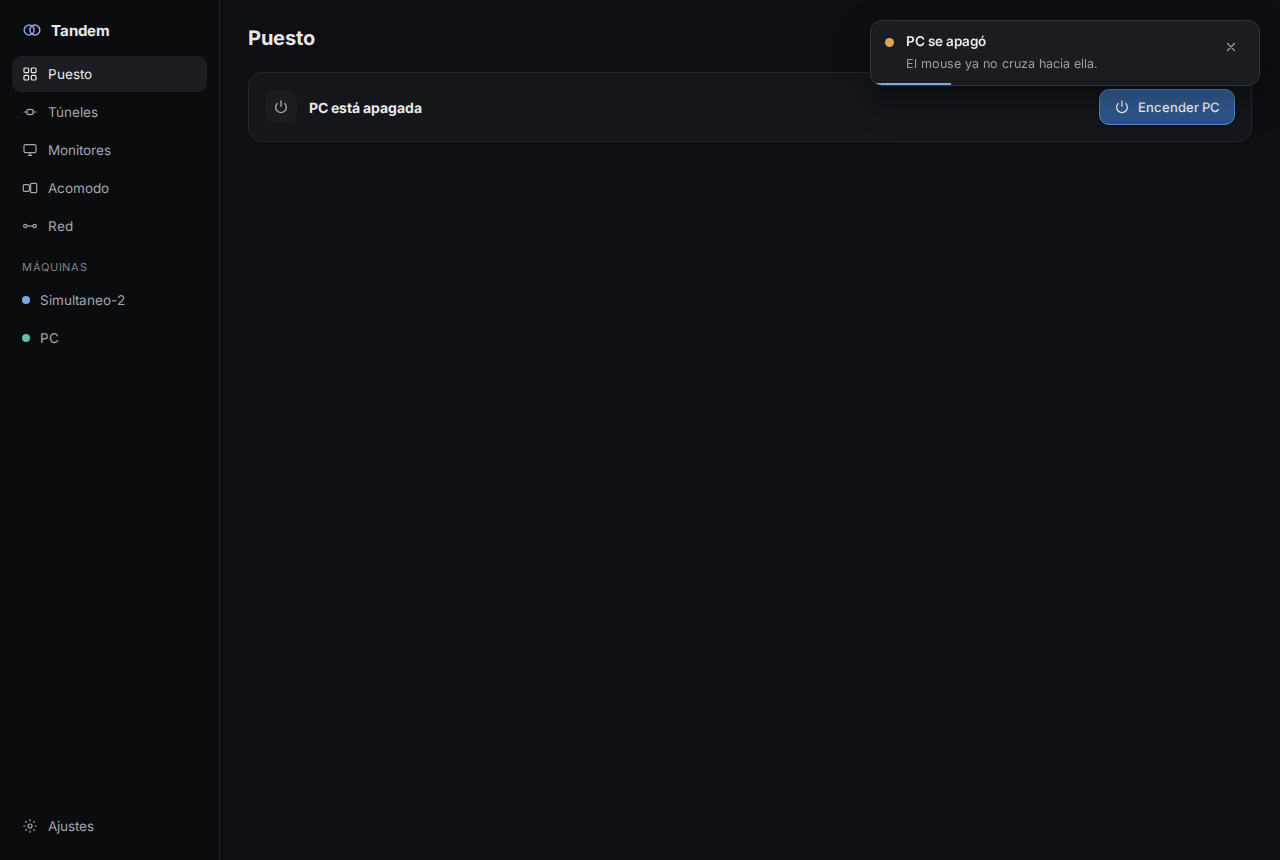 Tandem
Puesto
Túneles
Monitores
Acomodo
Red
MÁQUINAS
Simultaneo-2
PC
Ajustes
Puesto
PC está apagada
Encender PC
PC se apagó
El mouse ya no cruza hacia ella.